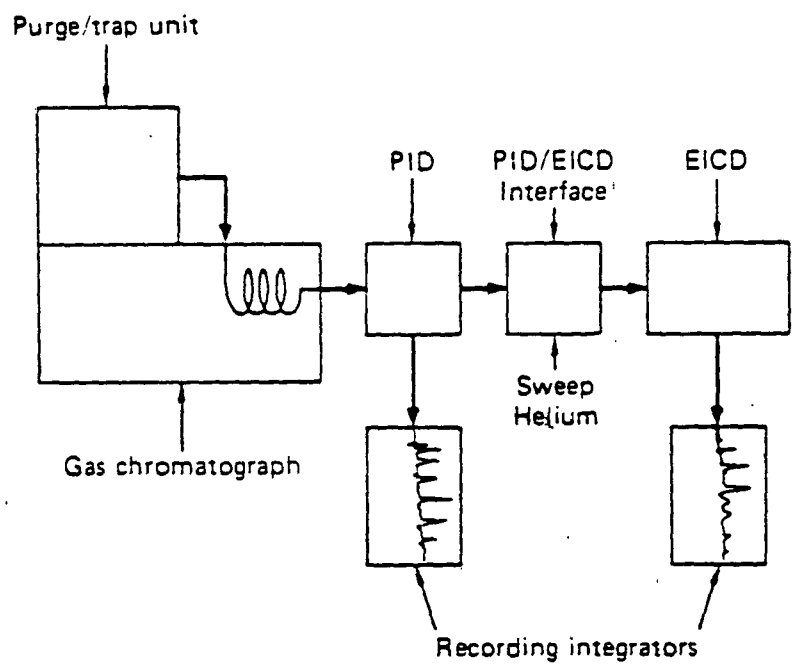 Purge/trap unit
PID
PID/EICD
Interface
EICD
Sweep
Helium
Gas chromatograph
Recording integrators